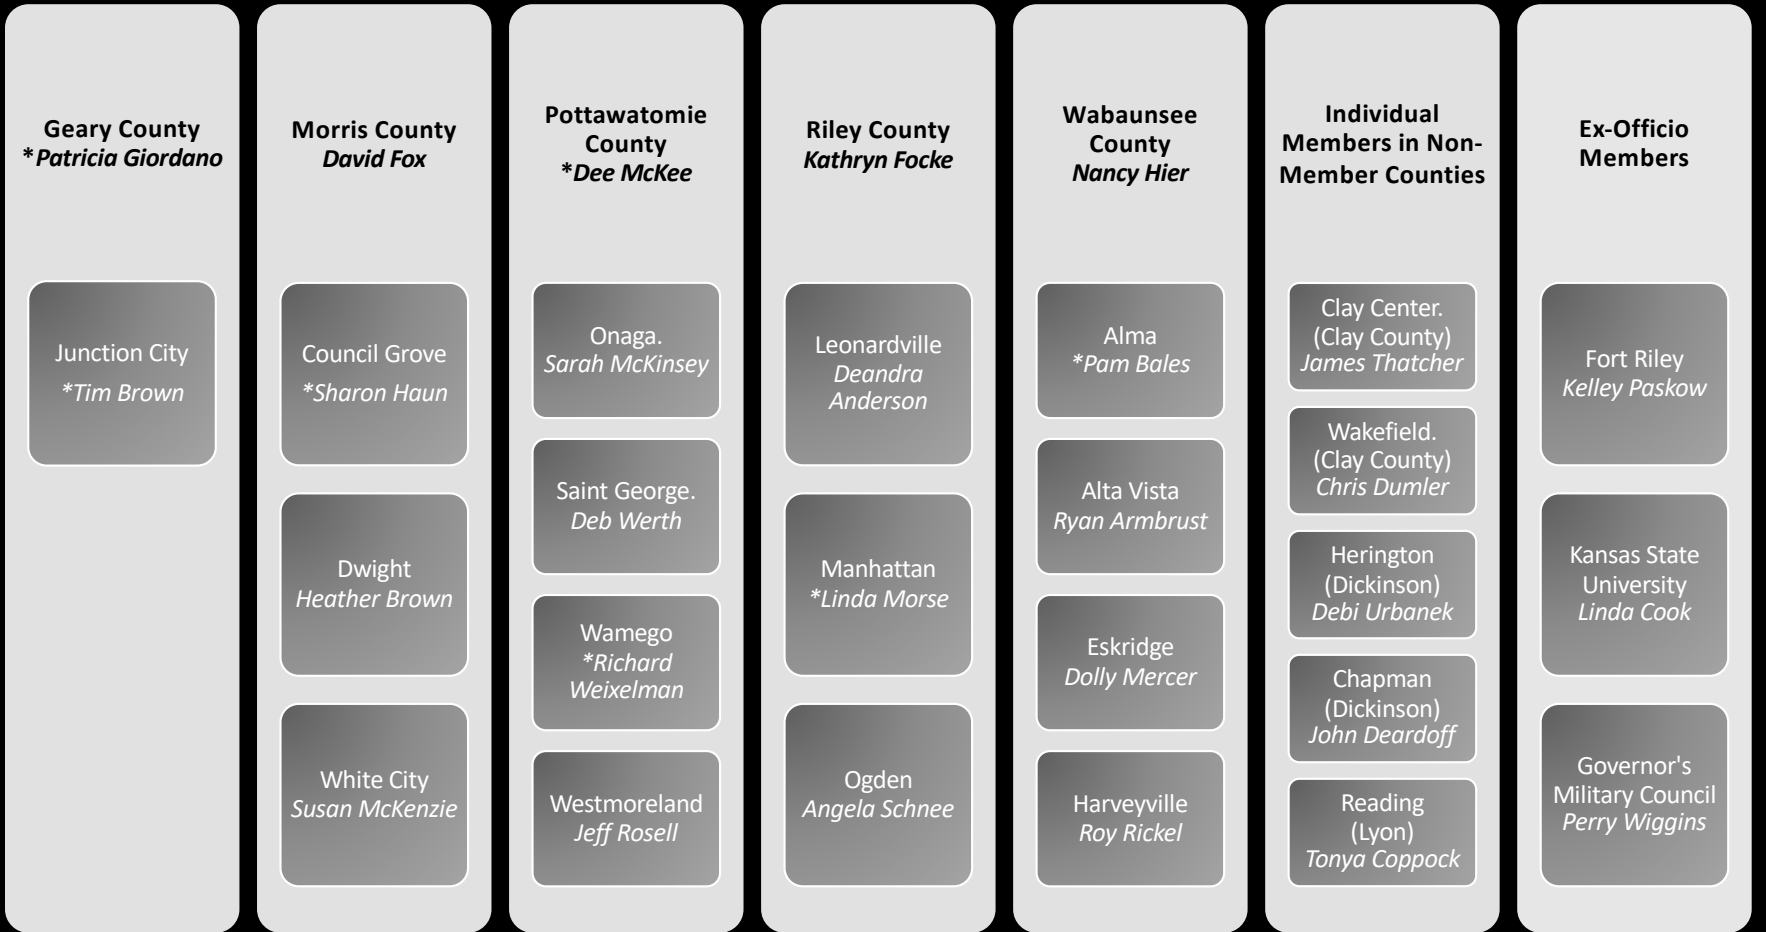 Geary County
*Patricia Giordano
Junction City
*Tim Brown
Morris County
David Fox
Council Grove
*Sharon Haun
Dwight
Heather Brown
White City
Susan McKenzie
Pottawatomie
County
*Dee McKee
Onaga.
Sarah McKinsey
Saint George.
Deb Werth
Wamego
*Richard
Weixelman
Westmoreland
Jeff Rosell
Riley County
Kathryn Focke
Leonardville
Deandra
Anderson
Manhattan
*Linda Morse
Ogden
Angela Schnee
Wabaunsee
County
Nancy Hier
Alma
*Pam Bales
Alta Vista
Ryan Armbrust
Eskridge
Dolly Mercer
Harveyville
Roy Rickel
Individual
Members in Non-
Member Counties
Clay Center.
(Clay County)
James Thatcher
Wakefield.
(Clay County)
Chris Dumler
Herington
(Dickinson)
Debi Urbanek
Chapman
(Dickinson)
John Deardoff
Reading
(Lyon)
Tonya Coppock
Ex-Officio
Members
Fort Riley
Kelley Paskow
Kansas State
University
Linda Cook
Governor's
Military Council
Perry Wiggins